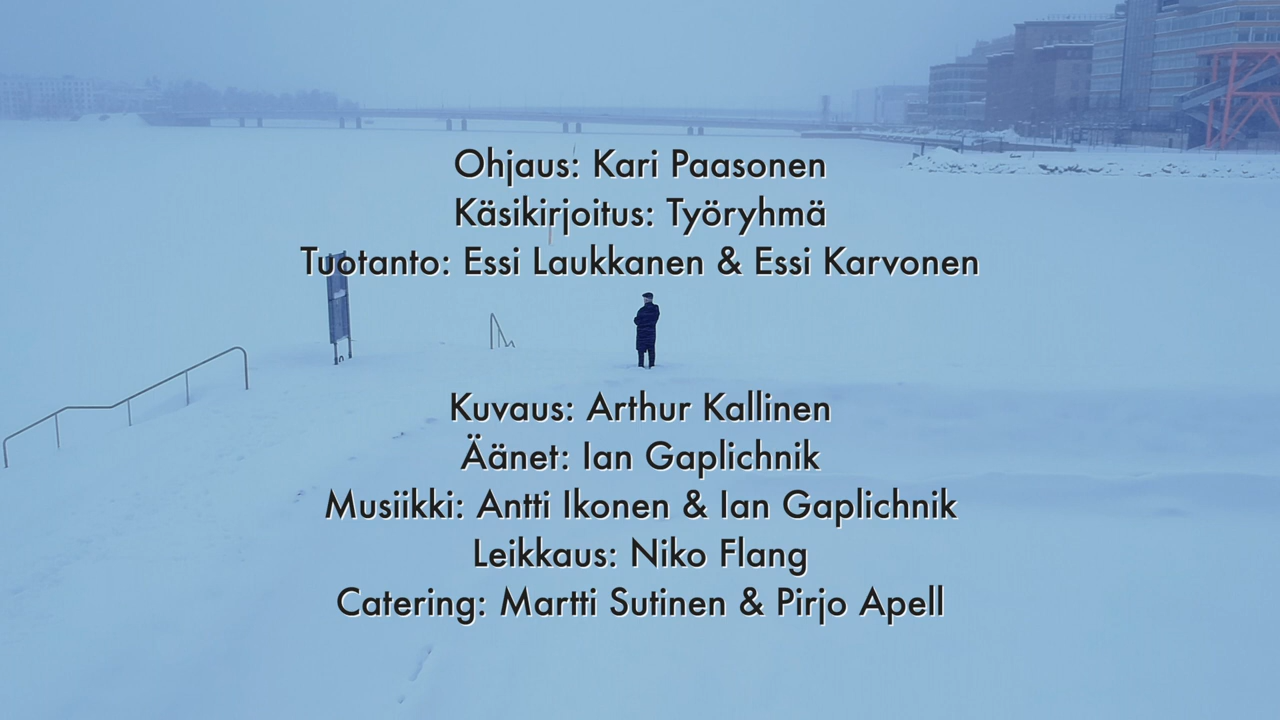 Ohjaus: Kari Paasonen
Käsikirjoitus: Työryhmä
Tuotanto: Essi Laukkanen & Essi Karvonen
Kuvaus: Arthur Kallinen
Äänet: Ian Gaplichnik
Musiikki: Antti Ikonen & Ian Gaplichnik
Leikkaus: Niko Flang
Catering: Martti Sutinen & Pirjo Apell